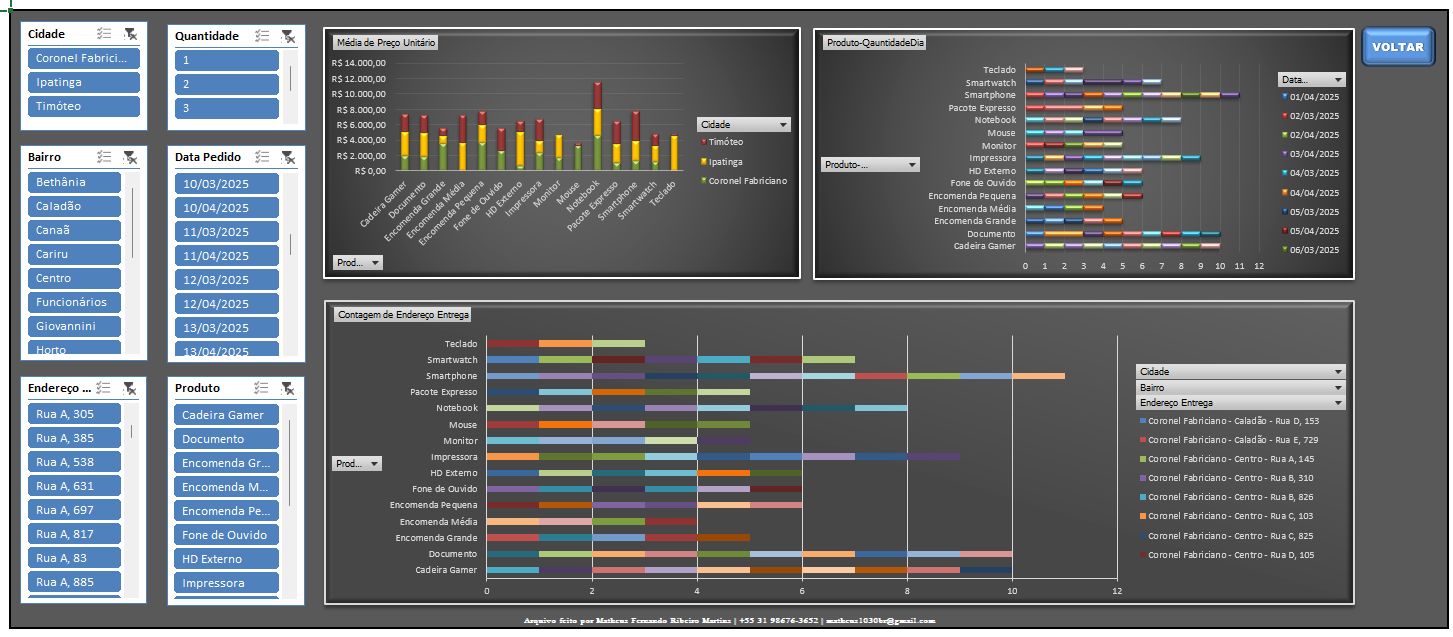 Cidade
Coronel Fabrici...
Ipatinga
Timóteo
Quantidade
1
2
3
Bairro
Bethânia
Caladão
Canaã
Cariru
Centro
Funcionários
Giovannini
Horto
Data Pedido
10/03/2025
10/04/2025
11/03/2025
11/04/2025
12/03/2025
12/04/2025
13/03/2025
13/04/2025
Endereço ...
Rua A, 305
Rua A, 385
Rua A, 538
Rua A, 631
Rua A, 697
Rua A, 817
Rua A, 83
Rua A, 885
Produto
Cadeira Gamer
Documento
Encomenda Gr...
Encomenda M...
Encomenda Pe...
Fone de Ouvido
HD Externo
Impressora
Média de Preço Unitário
R$ 14.000,00
R$ 12.000,00
R$ 10.000,00
R$ 8.000,00
R$ 6.000,00
R$ 4.000,00
R$ 2.000,00
R$ 0,00
Cadeira Gamer
Documento
Encomenda Grande
Encomenda Média
Encomenda Pequena
Fone de Ouvido
HD Externo
Impressora
Monitor
Mouse
Notebook
Pacote Expresso
Smartphone
Smartwatch
Teclado
Cidade
Timóteo
Ipatinga
Coronel Fabriciano
Prod...
Produto-QauntidadeDia
Produto-...
Teclado
Smartwatch
Smartphone
Pacote Expresso
Notebook
Mouse
Monitor
Impressora
HD Externo
Fone de Ouvido
Encomenda Pequena
Encomenda Média
Encomenda Grande
Documento
Cadeira Gamer
0 1 2 3 4 5 6 7 8 9 10 11 12
Data...
01/04/2025
02/03/2025
02/04/2025
03/04/2025
04/03/2025
04/04/2025
05/03/2025
05/04/2025
06/03/2025
VOLTAR
Contagem de Endereço Entrega
Prod...
Teclado
Smartwatch
Smartphone
Pacote Expresso
Notebook
Mouse
Monitor
Impressora
HD Externo
Fone de Ouvido
Encomenda Pequena
Encomenda Média
Encomenda Grande
Documento
Cadeira Gamer
0 2 4 6 8 10 12
Cidade
Bairro
Endereço Entrega
Coronel Fabriciano - Caladão - Rua D, 153
Coronel Fabriciano - Caladão - Rua E, 729
Coronel Fabriciano - Centro - Rua A, 145
Coronel Fabriciano - Centro - Rua B, 310
Coronel Fabriciano - Centro - Rua B, 826
Coronel Fabriciano - Centro - Rua C, 103
Coronel Fabriciano - Centro - Rua C, 825
Coronel Fabriciano - Centro - Rua D, 105
Arquivo feito por Matheus Fernando Ribeiro Martins | +55 31 98676-3652 | matheus1030br@gmail.com